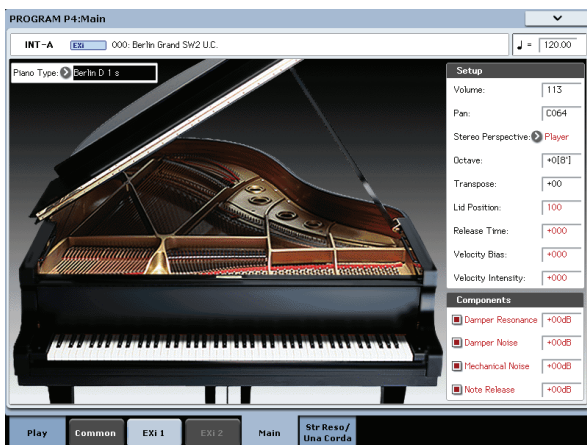 PROGRAM P4:Main
INT-A EXi 000: Berlin Grand SW2 U.C. ♩ = 120.00
Piano Type: Berlin D 1 s
Setup
Volume: 113
Pan: C064
Stereo Perspective: Player
Octave: +0[8']
Transpose: +00
Lid Position: 100
Release Time: +000
Velocity Bias: +000
Velocity Intensity: +000
Components
Damper Resonance +00dB
Damper Noise +00dB
Mechanical Noise +00dB
Note Release +00dB
Play Common EXi 1 EXi 2 Main Str Reso/
Una Corda